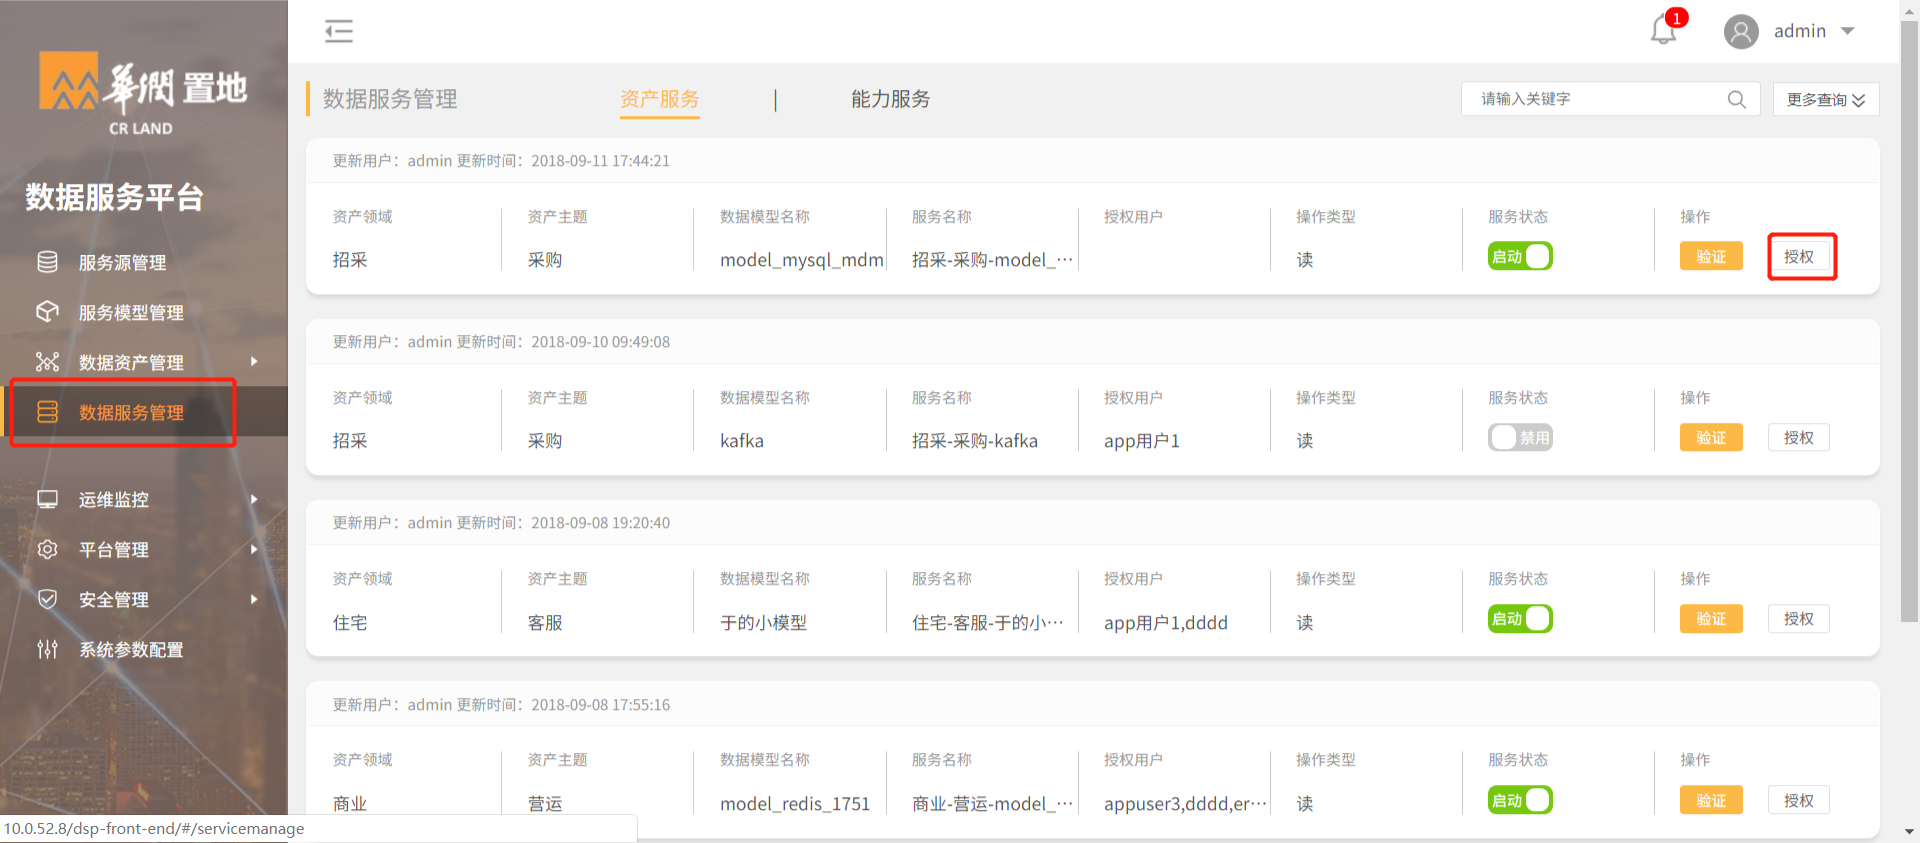 華潤 置地
CR LAND
数据服务平台
服务源管理
服务模型管理
数据资产管理
数据服务管理
运维监控
平台管理
安全管理
系统参数配置
1
admin
数据服务管理 资产服务 | 能力服务 请输入关键字 更多查询
更新用户：admin 更新时间：2018-09-11 17:44:21
资产领域 资产主题 数据模型名称 服务名称 授权用户 操作类型 服务状态 操作
招采 采购 model_mysql_mdm 招采-采购-model_… 读 启动 验证 授权
更新用户：admin 更新时间：2018-09-10 09:49:08
资产领域 资产主题 数据模型名称 服务名称 授权用户 操作类型 服务状态 操作
招采 采购 kafka 招采-采购-kafka app用户1 读 禁用 验证 授权
更新用户：admin 更新时间：2018-09-08 19:20:40
资产领域 资产主题 数据模型名称 服务名称 授权用户 操作类型 服务状态 操作
住宅 客服 于的小模型 住宅-客服-于的小… app用户1,dddd 读 启动 验证 授权
更新用户：admin 更新时间：2018-09-08 17:55:16
资产领域 资产主题 数据模型名称 服务名称 授权用户 操作类型 服务状态 操作
商业 营运 model_redis_1751 商业-营运-model_… appuser3,dddd,er… 读 启动 验证 授权
10.0.52.8/dsp-front-end/#/servicemanage